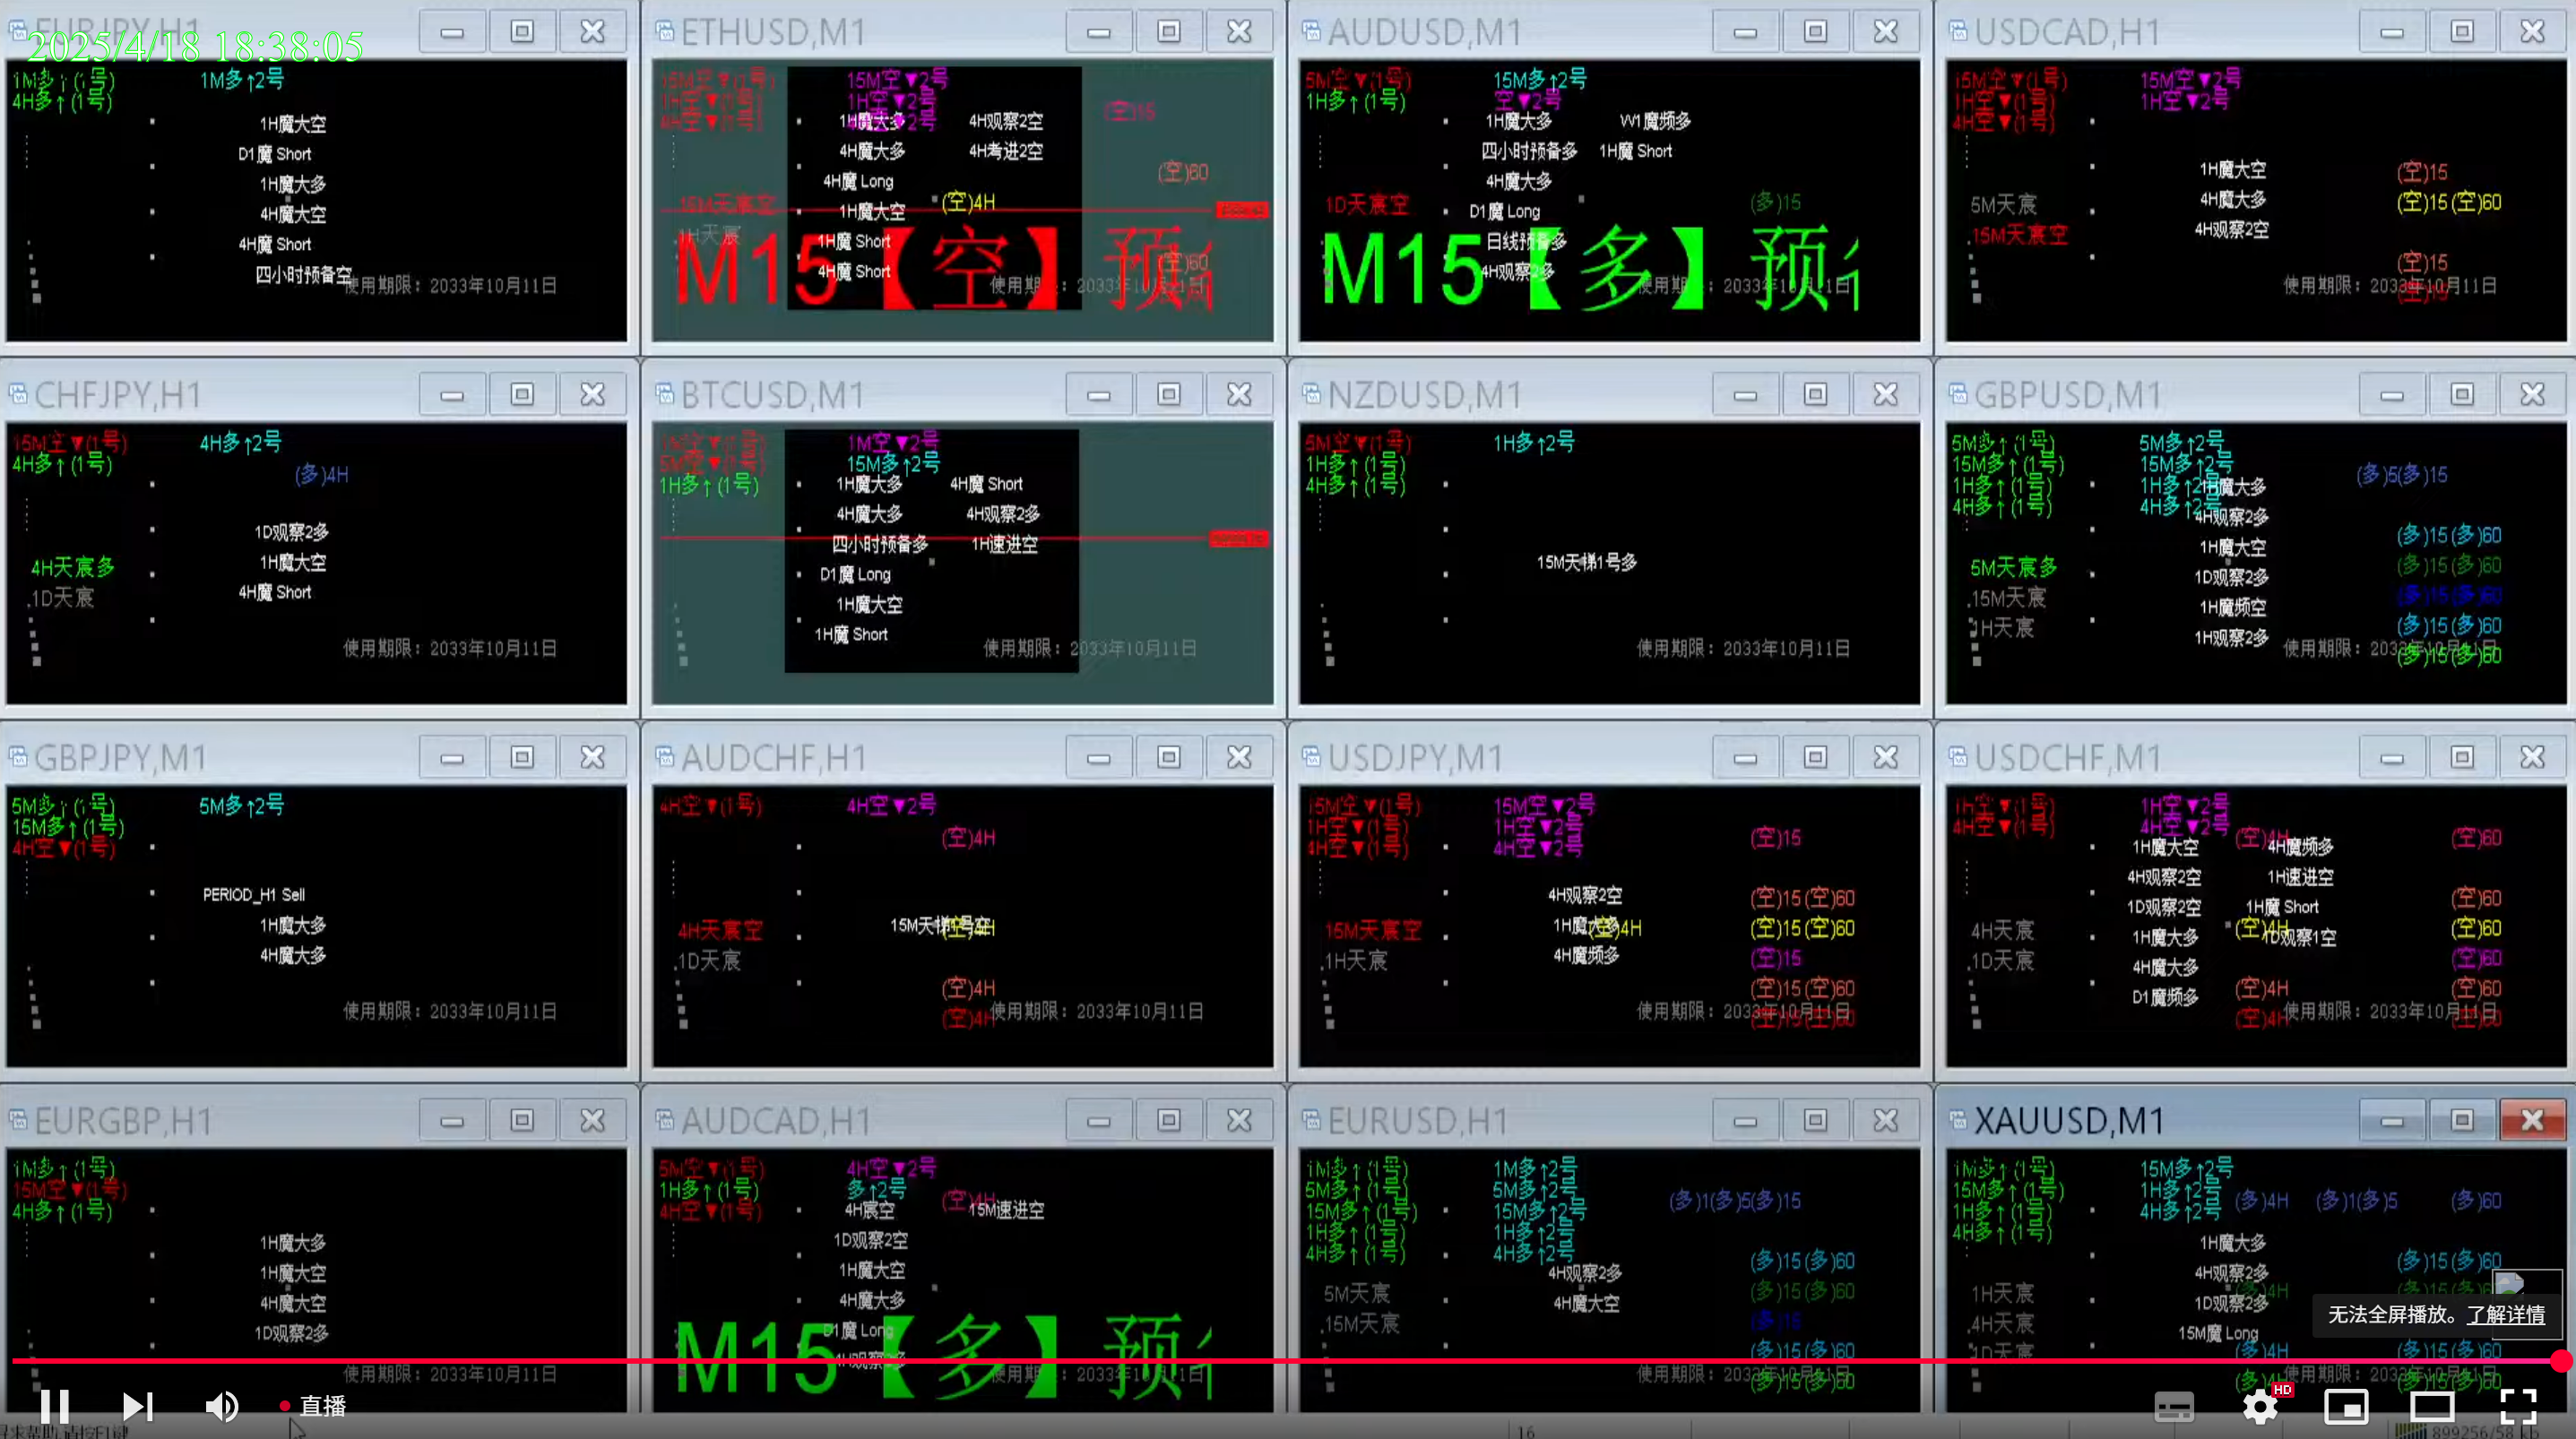 EURJPY,H1
2025/4/18 18:38:05
1M多↑(1号) 1M多↑2号
4H多↑(1号)
1H魔大空
D1魔 Short
1H魔大多
4H魔大空
4H魔 Short
四小时预备空
使用期限：2033年10月11日
ETHUSD,M1
15M空▼(1号) 15M空▼2号
1H空▼(1号) 1H空▼2号
4H空▼(1号) 4H空▼2号
(空)15
1H魔大多 4H观察2空
4H魔大多 4H考进2空
4H魔 Long (空)60
15M天宸空 1H魔大空 (空)4H
1H天宸 1H魔 Short
4H魔 Short (空)60
M15【空】预
使用期限：2033年10月11日
AUDUSD,M1
5M空▼(1号) 15M多↑2号
1H多↑(1号) 空▼2号
1H魔大多 W1魔频多
四小时预备多 1H魔 Short
4H魔大多
1D天宸空 D1魔 Long (多)15
日线预备多
4H观察2多
M15【多】预
使用期限：2033年10月11日
USDCAD,H1
15M空▼(1号) 15M空▼2号
1H空▼(1号) 1H空▼2号
4H空▼(1号)
1H魔大空 (空)15
5M天宸 4H魔大多 (空)15(空)60
15M天宸空 4H观察2空
(空)15
使用期限：2033年10月11日
(空)15
CHFJPY,H1
15M空▼(1号) 4H多↑2号
4H多↑(1号) (多)4H
1D观察2多
4H天宸多 1H魔大空
1D天宸 4H魔 Short
使用期限：2033年10月11日
BTCUSD,M1
1M空▼2号
5M空▼(1号) 15M多↑2号
1H多↑(1号) 1H魔大多 4H魔 Short
4H魔大多 4H观察2多
四小时预备多 1H速进空
D1魔 Long
1H魔大空
1H魔 Short
使用期限：2033年10月11日
NZDUSD,M1
5M空▼(1号) 1H多↑2号
1H多↑(1号)
4H多↑(1号)
15M天梯1号多
使用期限：2033年10月11日
GBPUSD,M1
5M多↑(1号) 5M多↑2号
15M多↑(1号) 15M多↑2号 (多)5(多)15
1H多↑(1号) 1H多↑2号 1H魔大多
4H多↑(1号) 4H多↑2号 4H观察2多
1H魔大空 (多)15(多)60
5M天宸多 1D观察2多 (多)15(多)60
15M天宸 1H魔频空 (多)15(多)60
1H天宸 1H观察2多 (多)15(多)60
使用期限：2033年10月11日
(多)15(多)60
GBPJPY,M1
5M多↑(1号) 5M多↑2号
15M多↑(1号)
4H空▼(1号)
PERIOD_H1 Sell
1H魔大多
4H魔大多
使用期限：2033年10月11日
AUDCHF,H1
4H空▼(1号) 4H空▼2号
(空)4H
4H天宸空 15M天梯1号空 (空)4H
1D天宸
(空)4H
(空)4H
使用期限：2033年10月11日
USDJPY,M1
15M空▼(1号) 15M空▼2号
1H空▼(1号) 1H空▼2号 (空)15
4H空▼(1号) 4H空▼2号
4H观察2空 (空)15(空)60
15M天宸空 1H魔大多 (空)4H (空)15(空)60
1H天宸 4H魔频多 (空)15
(空)15(空)60
使用期限：2033年10月11日
(空)15(空)60
USDCHF,M1
1H空▼(1号) 1H空▼2号
4H空▼(1号) 4H空▼2号 (空)4H (空)60
1H魔大空 4H魔频多
4H观察2空 1H速进空
1D观察2空 1H魔 Short (空)60
4H天宸 1H魔大多 (空)4H 1D观察1空 (空)60
1D天宸 4H魔大多 (空)60
D1魔频多 (空)4H (空)60
(空)4H 使用期限：2033年10月11日 (空)60
EURGBP,H1
1M多↑(1号)
15M空▼(1号)
4H多↑(1号)
1H魔大多
1H魔大空
4H魔大空
1D观察2多
使用期限：2033年10月11日
AUDCAD,H1
5M空▼(1号) 4H空▼2号
1H多↑(1号) 多↑2号
4H空▼(1号) 4H宸空 (空)4H 15M速进空
1D观察2空
1H魔大空
4H魔大多
D1魔 Long
4H观察2多
M15【多】预
使用期限：2033年10月11日
EURUSD,H1
1M多↑(1号) 1M多↑2号
5M多↑(1号) 5M多↑2号 (多)1(多)5(多)15
15M多↑(1号) 15M多↑2号
1H多↑(1号) 1H多↑2号
4H多↑(1号) 4H多↑2号
4H观察2多 (多)15(多)60
5M天宸 4H魔大空 (多)15(多)60
15M天宸 (多)15
(多)15(多)60
使用期限：2033年10月11日
(多)15(多)60
XAUUSD,M1
1M多↑(1号) 15M多↑2号
15M多↑(1号) 1H多↑2号 (多)4H (多)1(多)5 (多)60
1H多↑(1号) 4H多↑2号
4H多↑(1号) 1H魔大多
4H观察2多 (多)15(多)60
1H天宸 1D观察2多 (多)4H (多)15(多)60
4H天宸 15M魔 Long
1D天宸 (多)4H (多)15(多)60
(多)4H 使用期限：2033年10月11日 (多)15(多)60
无法全屏播放。了解详情
直播
HD
16
899256/58 kb